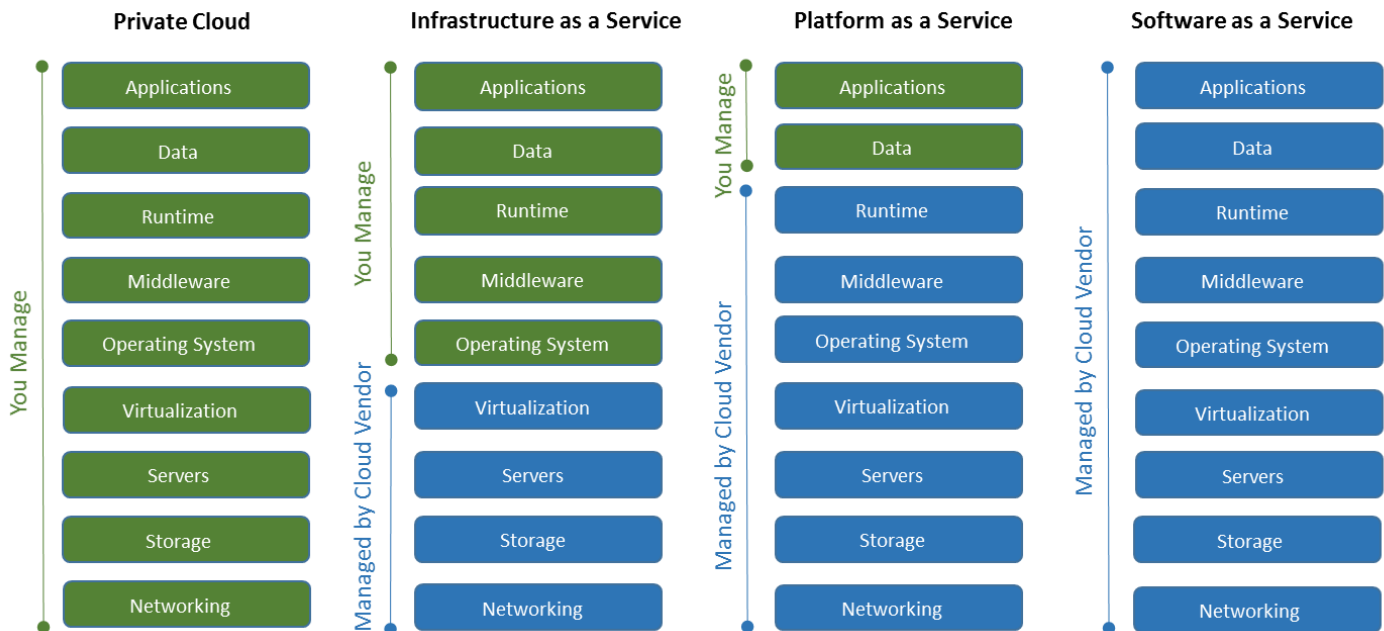 Private Cloud
Infrastructure as a Service
Platform as a Service
Software as a Service
You Manage
Applications
Data
Runtime
Middleware
Operating System
Virtualization
Servers
Storage
Networking
You Manage
Managed by Cloud Vendor
Applications
Data
Runtime
Middleware
Operating System
Virtualization
Servers
Storage
Networking
You Manage
Managed by Cloud Vendor
Applications
Data
Runtime
Middleware
Operating System
Virtualization
Servers
Storage
Networking
Managed by Cloud Vendor
Applications
Data
Runtime
Middleware
Operating System
Virtualization
Servers
Storage
Networking